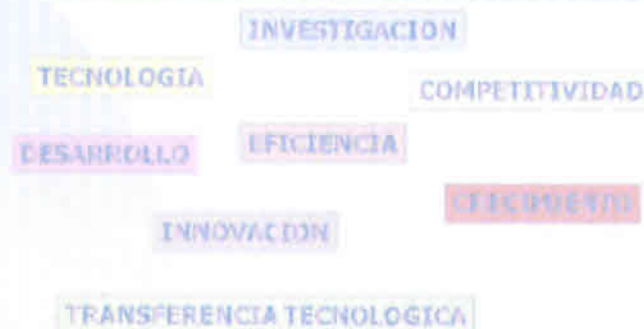 INVESTIGACION
TECNOLOGIA
COMPETITIVIDAD
DESARROLLO
EFICIENCIA
INNOVACION
TRANSFERENCIA TECNOLOGICA